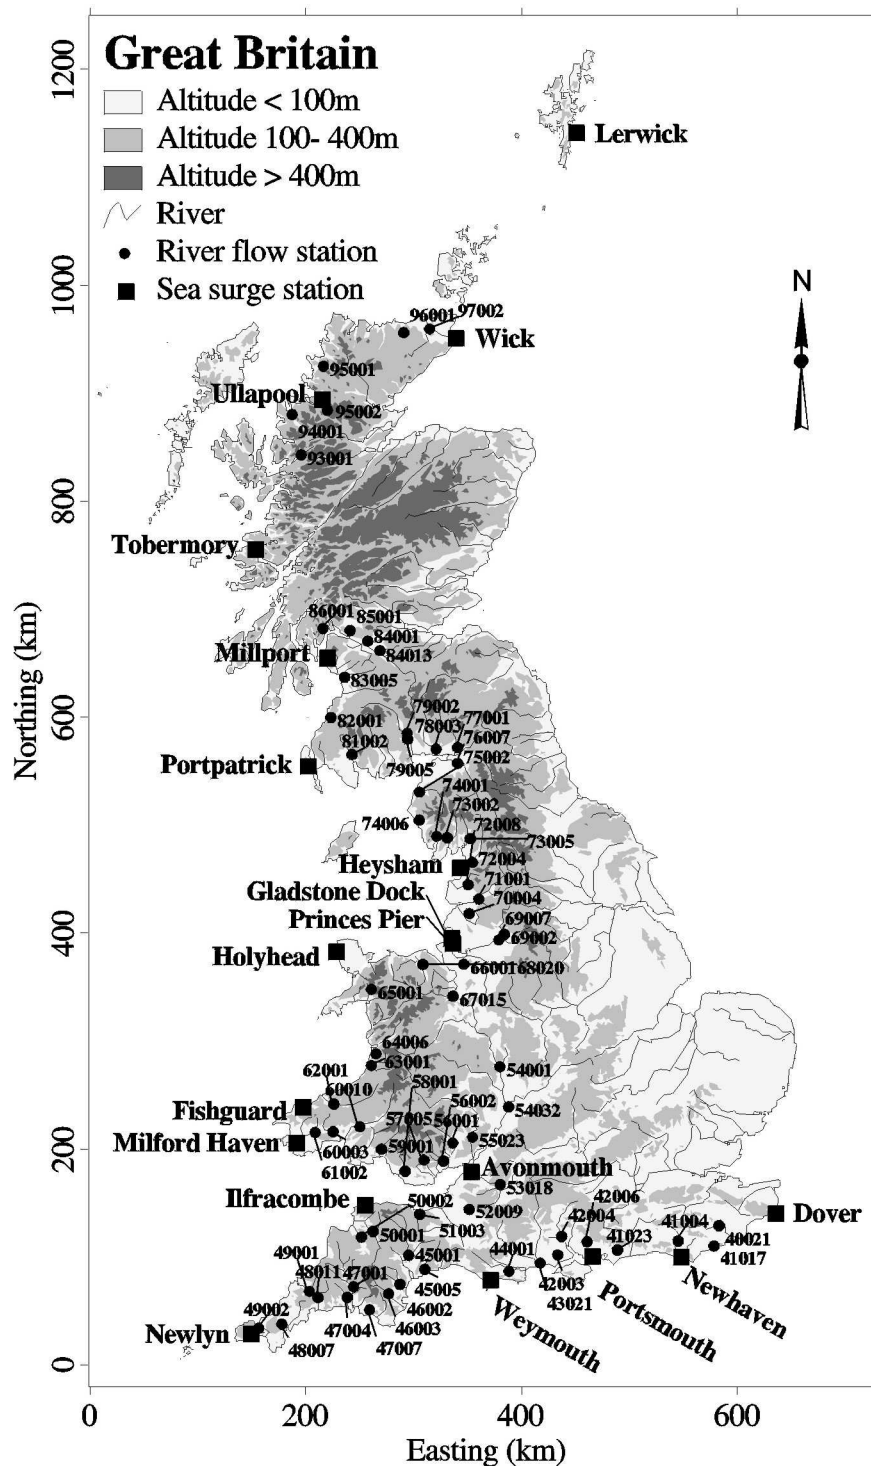 Great Britain
Altitude < 100m
Altitude 100- 400m
Altitude > 400m
River
River flow station
Sea surge station
Lerwick
N
96001
97002
Wick
95001
Ullapool
95002
94001
93001
Tobermory
86001
85001
84001
Millport
84013
83005
79002
77001
82001
78003
76007
81002
75002
Portpatrick
79005
74001
73002
74006
72008
73005
72004
Heysham
71001
Gladstone Dock
70004
Princes Pier
69007
69002
Holyhead
66001
68020
65001
67015
64006
62001
63001
54001
60010
58001
56002
Fishguard
54032
57005
56001
Milford Haven
59001
55023
60003
61002
Avonmouth
53018
Ilfracombe
50002
42006
52009
42004
51003
41004
Dover
50001
41023
40021
49001
45001
44001
41017
48011
47001
45005
42003
49002
46002
43021
Newlyn
47004
46003
48007
47007
Weymouth
Portsmouth
Newhaven
Northing (km)
0
200
400
600
800
1000
1200
0
200
400
600
Easting (km)